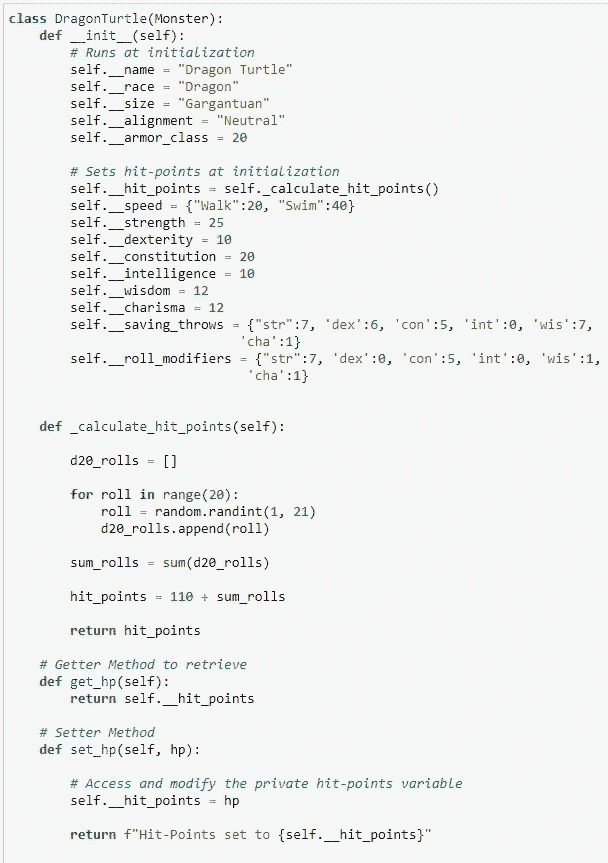 class DragonTurtle(Monster):
    def __init__(self):
        # Runs at initialization
        self.__name = "Dragon Turtle"
        self.__race = "Dragon"
        self.__size = "Gargantuan"
        self.__alignment = "Neutral"
        self.__armor_class = 20

        # Sets hit-points at initialization
        self.__hit_points = self._calculate_hit_points()
        self.__speed = {"Walk":20, "Swim":40}
        self.__strength = 25
        self.__dexterity = 10
        self.__constitution = 20
        self.__intelligence = 10
        self.__wisdom = 12
        self.__charisma = 12
        self.__saving_throws = {"str":7, 'dex':6, 'con':5, 'int':0, 'wis':7,
                              'cha':1}
        self.__roll_modifiers = {"str":7, 'dex':0, 'con':5, 'int':0, 'wis':1,
                               'cha':1}

    def _calculate_hit_points(self):

        d20_rolls = []

        for roll in range(20):
            roll = random.randint(1, 21)
            d20_rolls.append(roll)

        sum_rolls = sum(d20_rolls)

        hit_points = 110 + sum_rolls

        return hit_points

    # Getter Method to retrieve
    def get_hp(self):
        return self.__hit_points

    # Setter Method
    def set_hp(self, hp):

        # Access and modify the private hit-points variable
        self.__hit_points = hp

        return f"Hit-Points set to {self.__hit_points}"